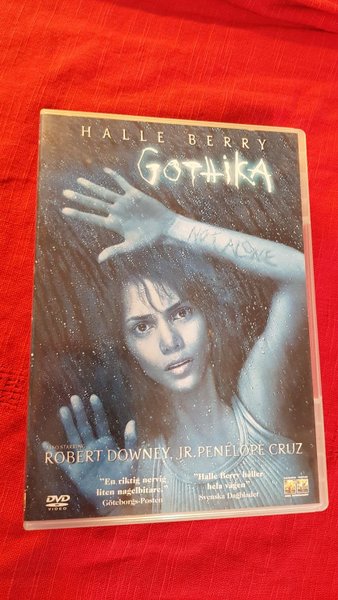 HALLE BERRY
GOTHIKA
NOT ALONE
ALSO STARRING
ROBERT DOWNEY, JR. PENÉLOPE CRUZ
"En riktig nervig
liten nagelbitare."
Göteborgs-Posten
"Halle Berry håller
hela vägen"
Svenska Dagbladet
DVD
VIDEO